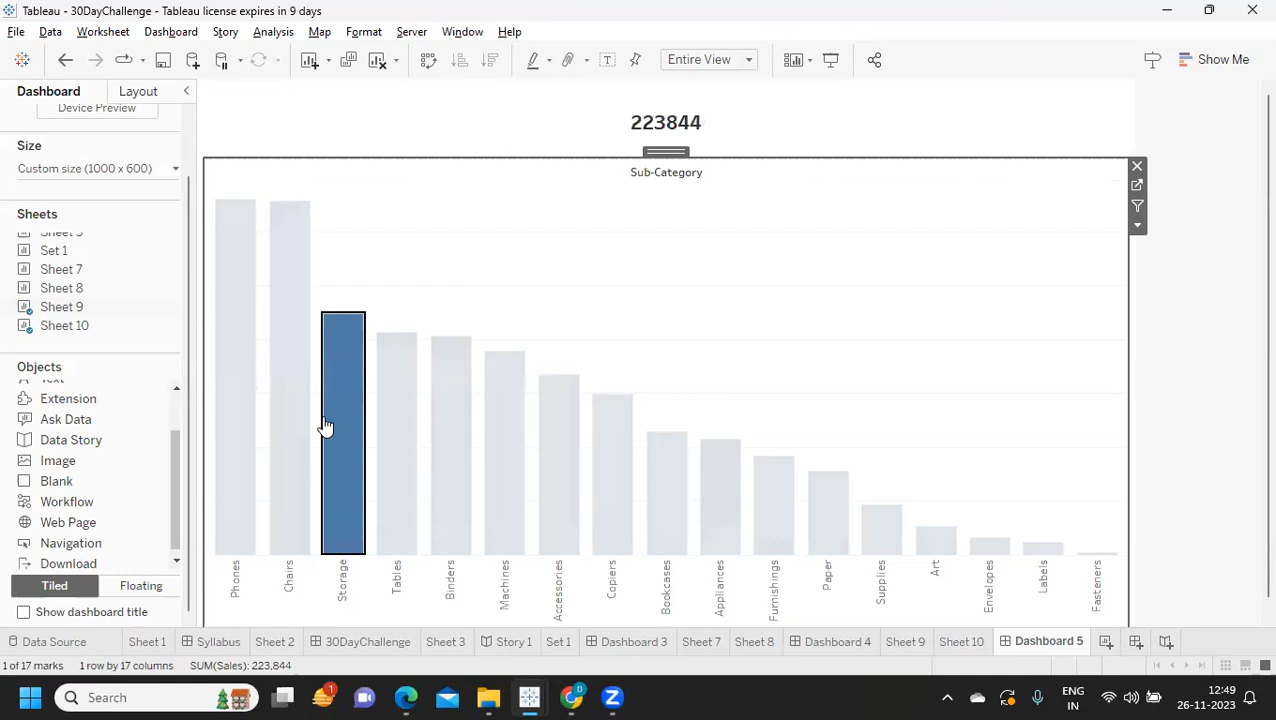 Tableau - 30DayChallenge - Tableau license expires in 9 days
File Data Worksheet Dashboard Story Analysis Map Format Server Window Help
Entire View
Show Me
Dashboard Layout
Device Preview
Size
Custom size (1000 x 600)
Sheets
Sheet 3
Set 1
Sheet 7
Sheet 8
Sheet 9
Sheet 10
Objects
Text
Extension
Ask Data
Data Story
Image
Blank
Workflow
Web Page
Navigation
Download
Tiled Floating
Show dashboard title
223844
Sub-Category
Phones
Chairs
Storage
Tables
Binders
Machines
Accessories
Copiers
Bookcases
Appliances
Furnishings
Paper
Supplies
Art
Envelopes
Labels
Fasteners
Data Source Sheet 1 Syllabus Sheet 2 30DayChallenge Sheet 3 Story 1 Set 1 Dashboard 3 Sheet 7 Sheet 8 Dashboard 4 Sheet 9 Sheet 10 Dashboard 5
1 of 17 marks 1 row by 17 columns SUM(Sales): 223,844
Search
1
D
Z
ENG
IN
12:49
26-11-2023